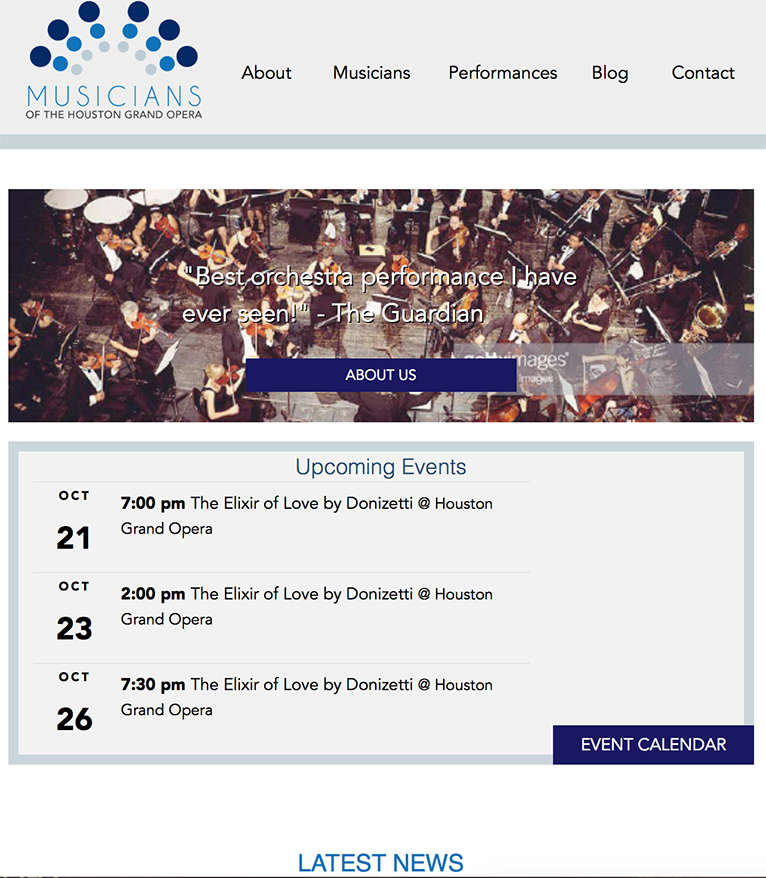 MUSICIANS
OF THE HOUSTON GRAND OPERA
About Musicians Performances Blog Contact
"Best orchestra performance I have
ever seen!" - The Guardian
gettyimages®
Images
ABOUT US
Upcoming Events
OCT
21
7:00 pm The Elixir of Love by Donizetti @ Houston
Grand Opera
OCT
23
2:00 pm The Elixir of Love by Donizetti @ Houston
Grand Opera
OCT
26
7:30 pm The Elixir of Love by Donizetti @ Houston
Grand Opera
EVENT CALENDAR
LATEST NEWS